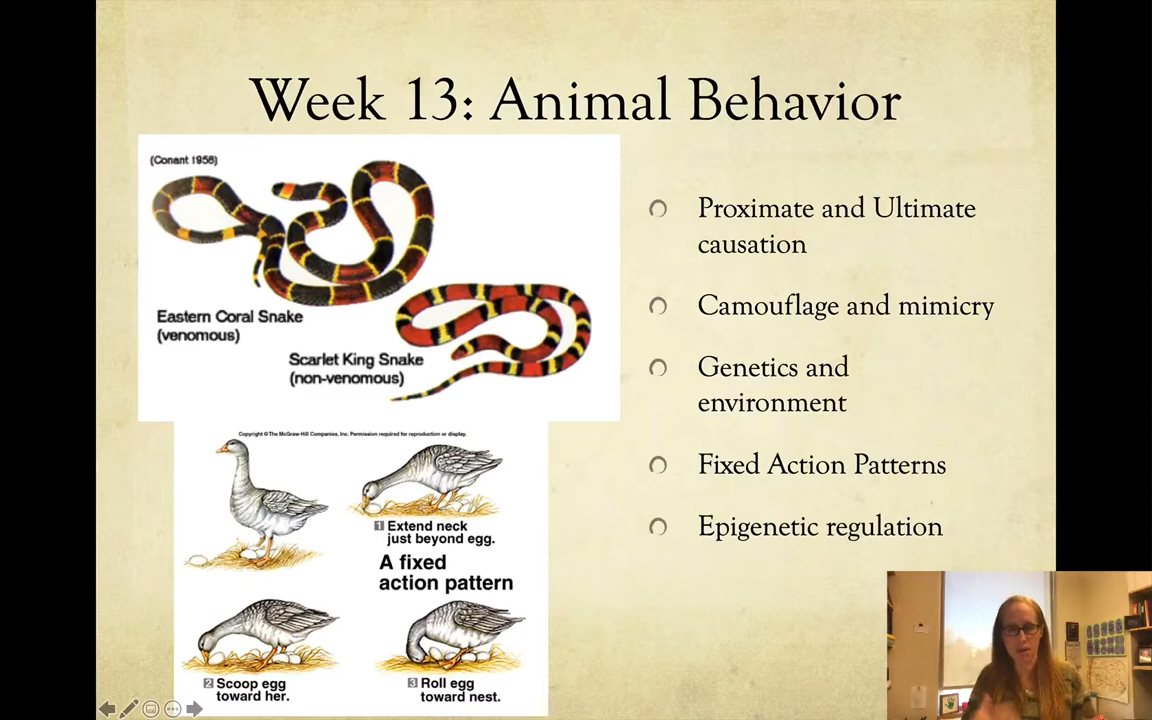 Week 13: Animal Behavior
(Conant 1958)
Eastern Coral Snake
(venomous)
Scarlet King Snake
(non-venomous)
Proximate and Ultimate
causation
Camouflage and mimicry
Genetics and
environment
Fixed Action Patterns
Epigenetic regulation
Copyright © The McGraw-Hill Companies, Inc. Permission required for reproduction or display.
1 Extend neck
just beyond egg.
A fixed
action pattern
2 Scoop egg
toward her.
3 Roll egg
toward nest.